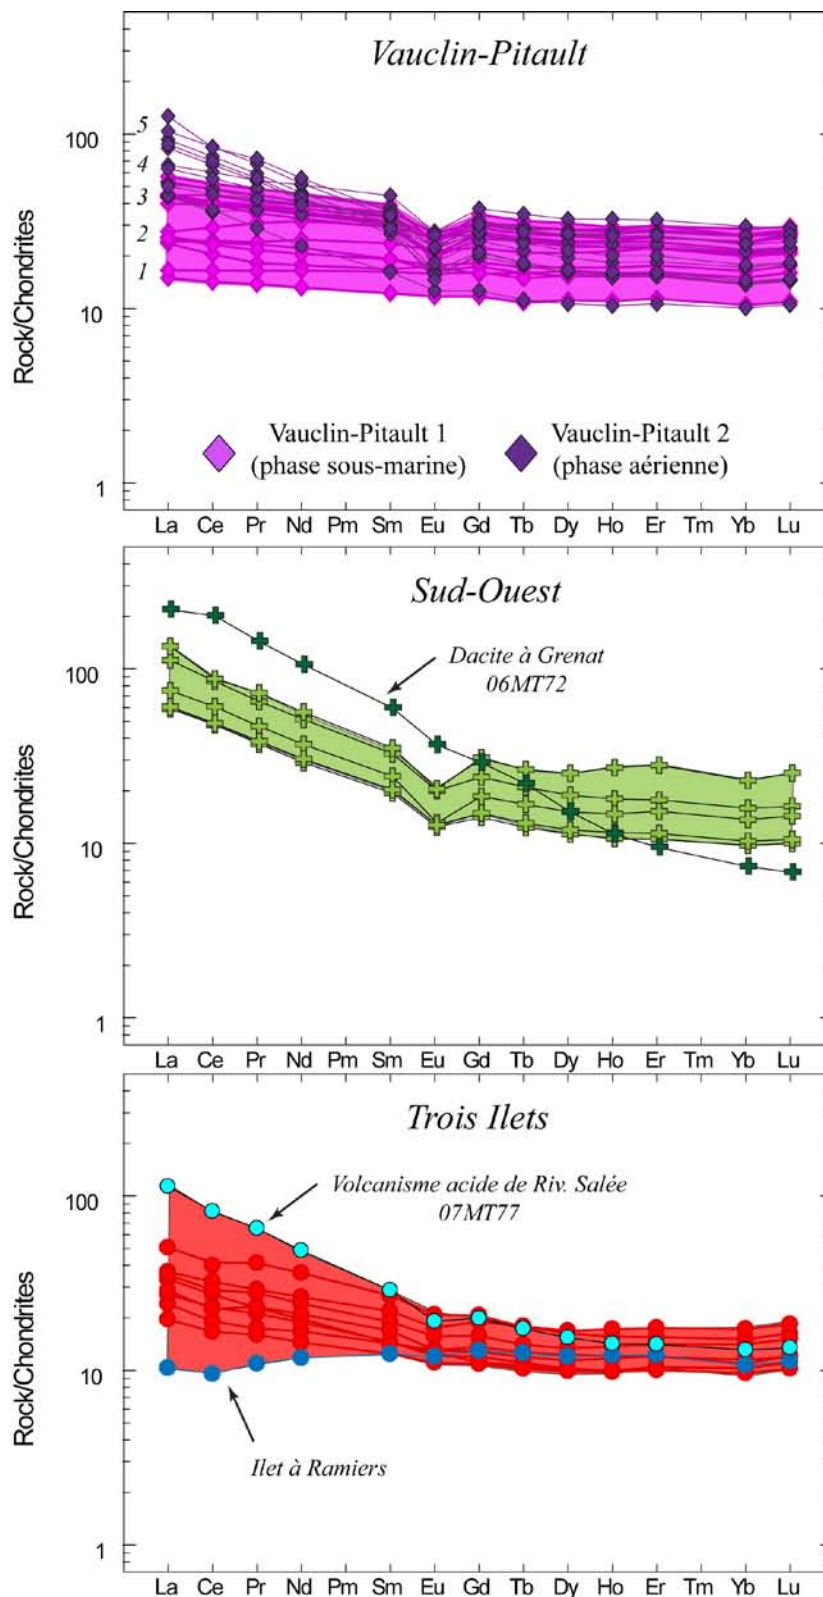 Vauclin-Pitault
Rock/Chondrites
100
10
1
5
4
3
2
1
Vauclin-Pitault 1
(phase sous-marine)
Vauclin-Pitault 2
(phase aérienne)
La Ce Pr Nd Pm Sm Eu Gd Tb Dy Ho Er Tm Yb Lu
Sud-Ouest
Rock/Chondrites
100
10
1
Dacite à Grenat
06MT72
La Ce Pr Nd Pm Sm Eu Gd Tb Dy Ho Er Tm Yb Lu
Trois Ilets
Rock/Chondrites
100
10
1
Volcanisme acide de Riv. Salée
07MT77
Ilet à Ramiers
La Ce Pr Nd Pm Sm Eu Gd Tb Dy Ho Er Tm Yb Lu